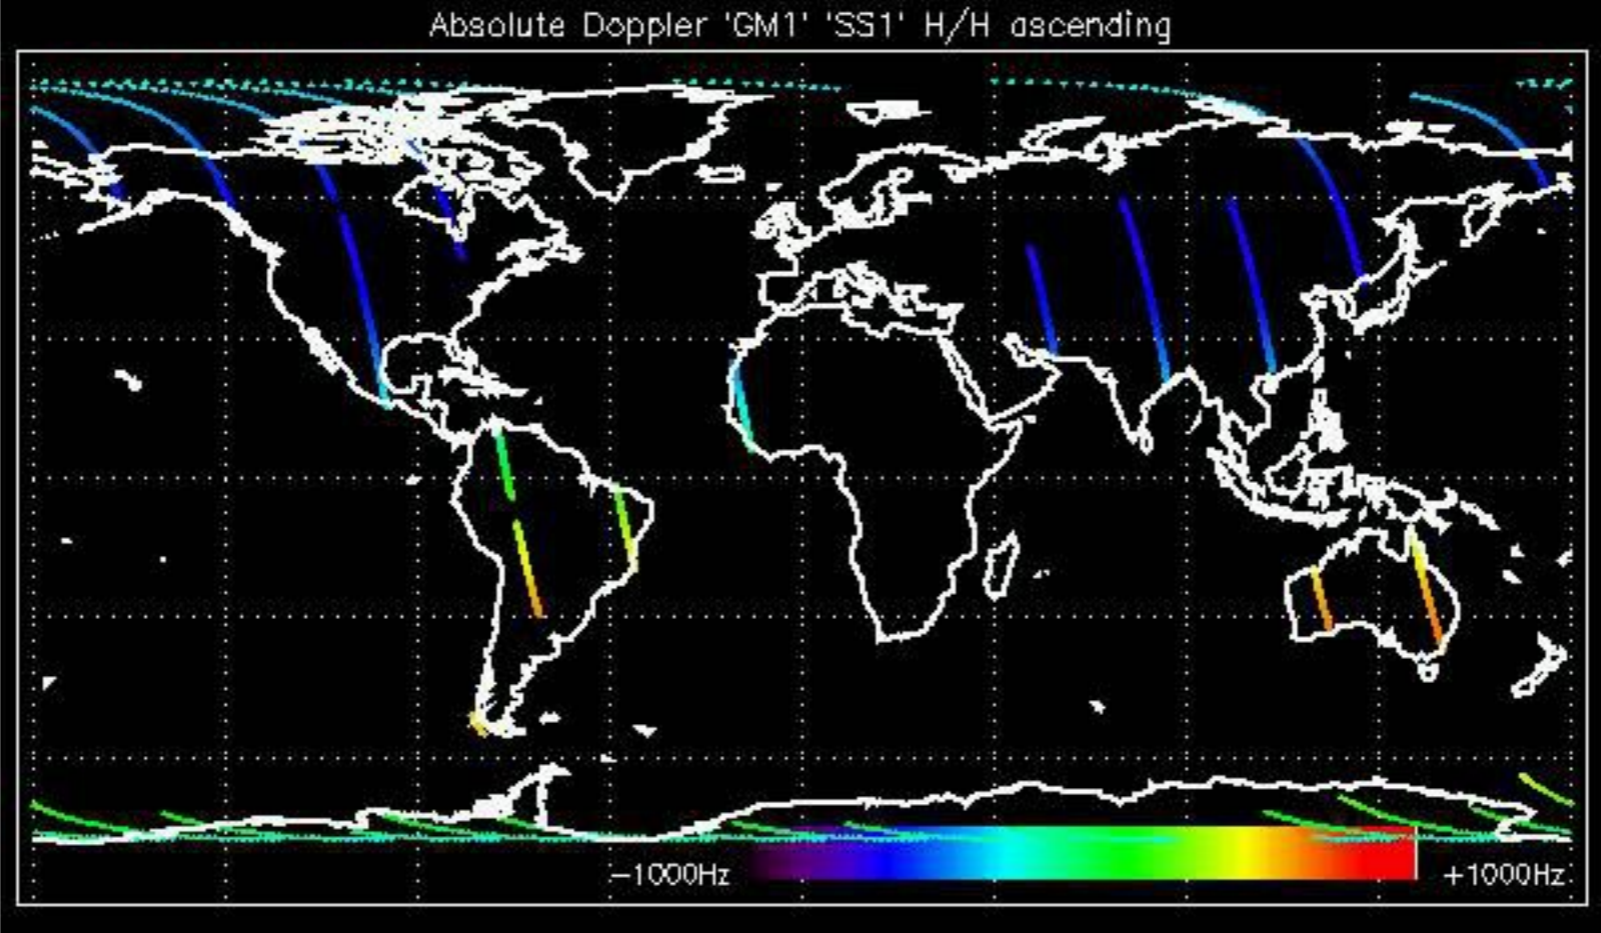 Absolute Doppler 'GM1' 'SS1' H/H ascending
−1000Hz +1000Hz